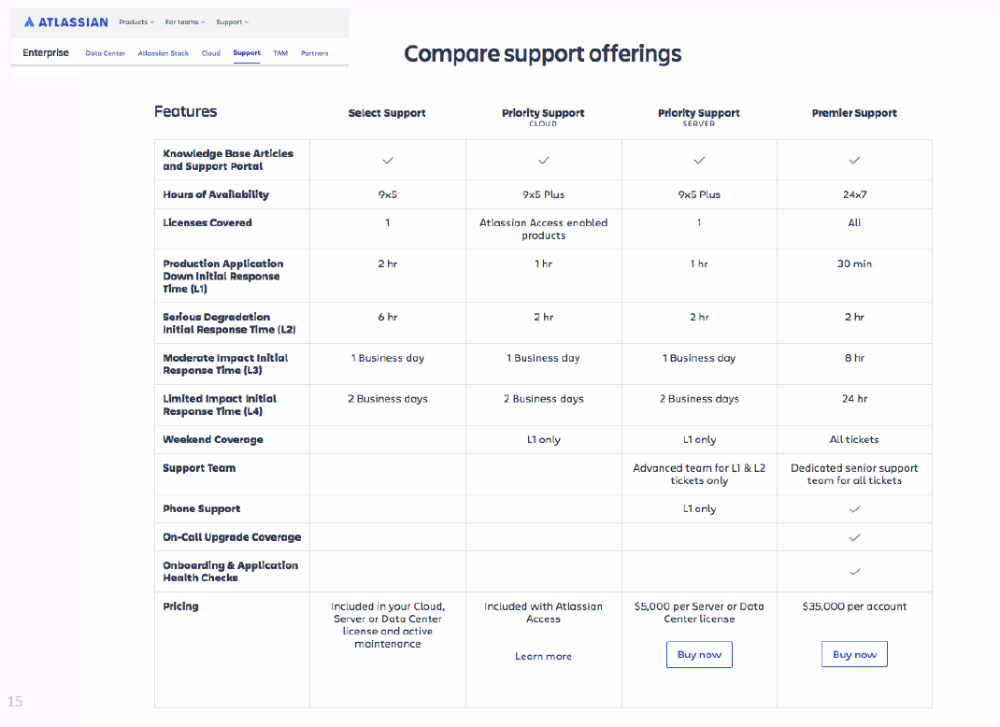 ATLASSIAN Products For teams Support
Enterprise Data Center Atlassian Stack Cloud Support TAM Partners
Compare support offerings
Features Select Support Priority Support Priority Support Premier Support
CLOUD SERVER
Knowledge Base Articles
and Support Portal
Hours of Availability 9x5 9x5 Plus 9x5 Plus 24x7
Licenses Covered 1 Atlassian Access enabled 1 All
products
Production Application 2 hr 1 hr 1 hr 30 min
Down Initial Response
Time (L1)
Serious Degradation 6 hr 2 hr 2 hr 2 hr
Initial Response Time (L2)
Moderate Impact Initial 1 Business day 1 Business day 1 Business day 8 hr
Response Time (L3)
Limited Impact Initial 2 Business days 2 Business days 2 Business days 24 hr
Response Time (L4)
Weekend Coverage L1 only L1 only All tickets
Support Team Advanced team for L1 & L2 Dedicated senior support
tickets only team for all tickets
Phone Support L1 only
On-Call Upgrade Coverage
Onboarding & Application
Health Checks
Pricing Included in your Cloud, Included with Atlassian $5,000 per Server or Data $35,000 per account
Server or Data Center Access Center license
license and active
maintenance
Learn more Buy now Buy now
15